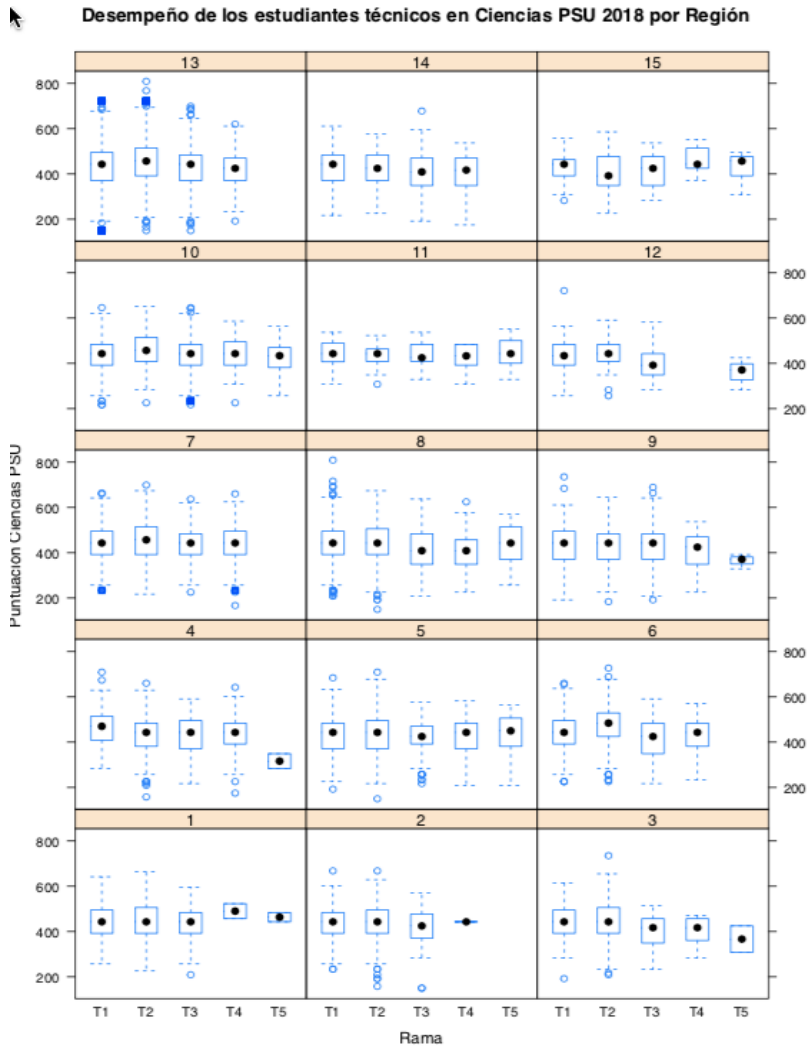 Desempeño de los estudiantes técnicos en Ciencias PSU 2018 por Región
13 14 15
800
600
400
200
10 11 12
800
600
400
200
7 8 9
800
600
400
200
4 5 6
800
600
400
200
1 2 3
800
600
400
200
Puntuación Ciencias PSU
T1 T2 T3 T4 T5 T1 T2 T3 T4 T5 T1 T2 T3 T4 T5
Rama